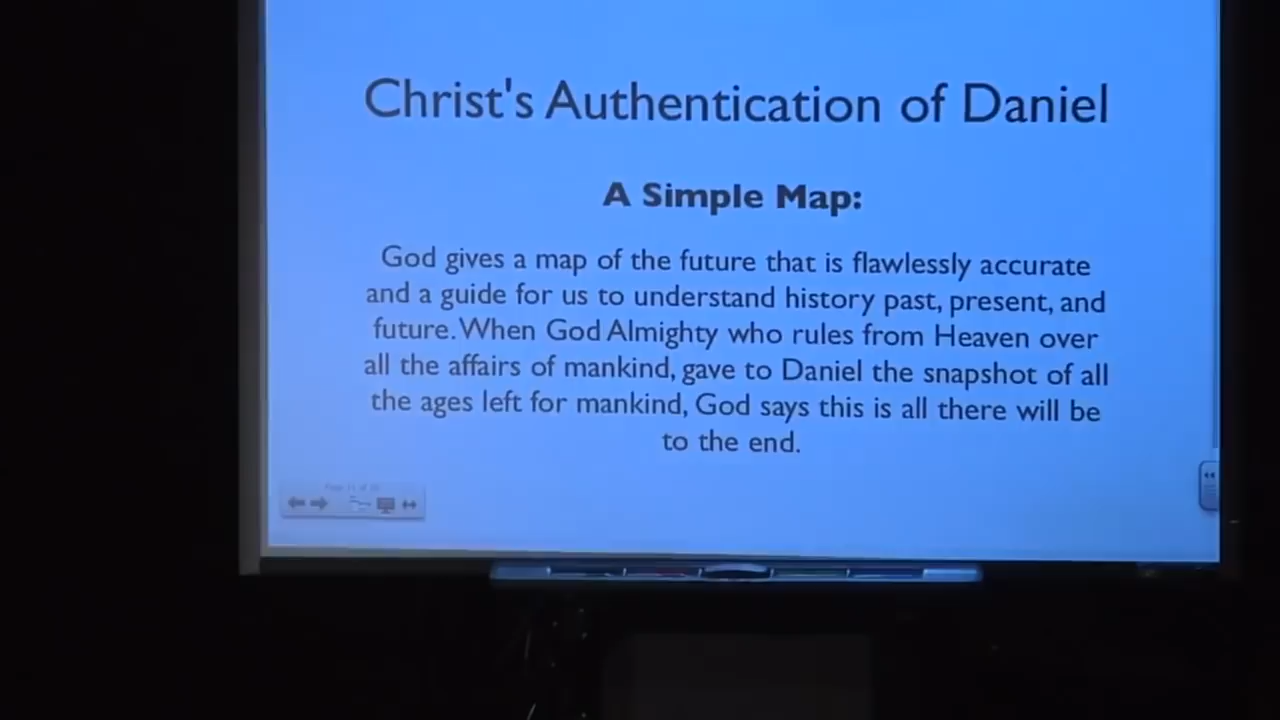 Christ's Authentication of Daniel
A Simple Map:
God gives a map of the future that is flawlessly accurate
and a guide for us to understand history past, present, and
future. When God Almighty who rules from Heaven over
all the affairs of mankind, gave to Daniel the snapshot of all
the ages left for mankind, God says this is all there will be
to the end.